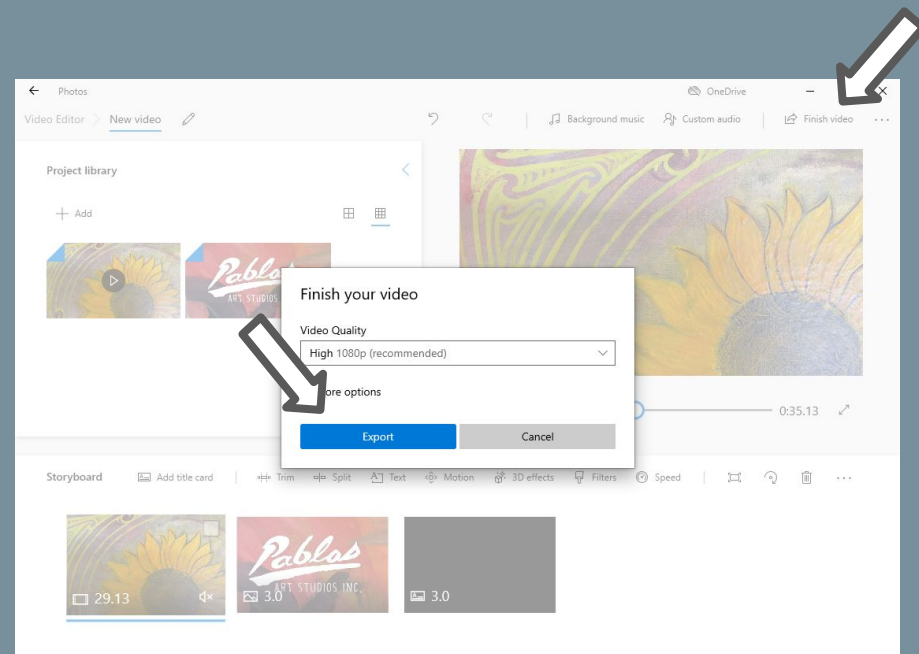 Photos
OneDrive
Video Editor > New video
Background music
Custom audio
Finish video
Project library
+ Add
Pablas
ART STUDIOS
Finish your video
Video Quality
High 1080p (recommended)
ore options
Export
Cancel
0:35.13
Storyboard
Add title card
Trim
Split
Text
Motion
3D effects
Filters
Speed
...
29.13
Pablas
ART STUDIOS INC.
3.0
3.0